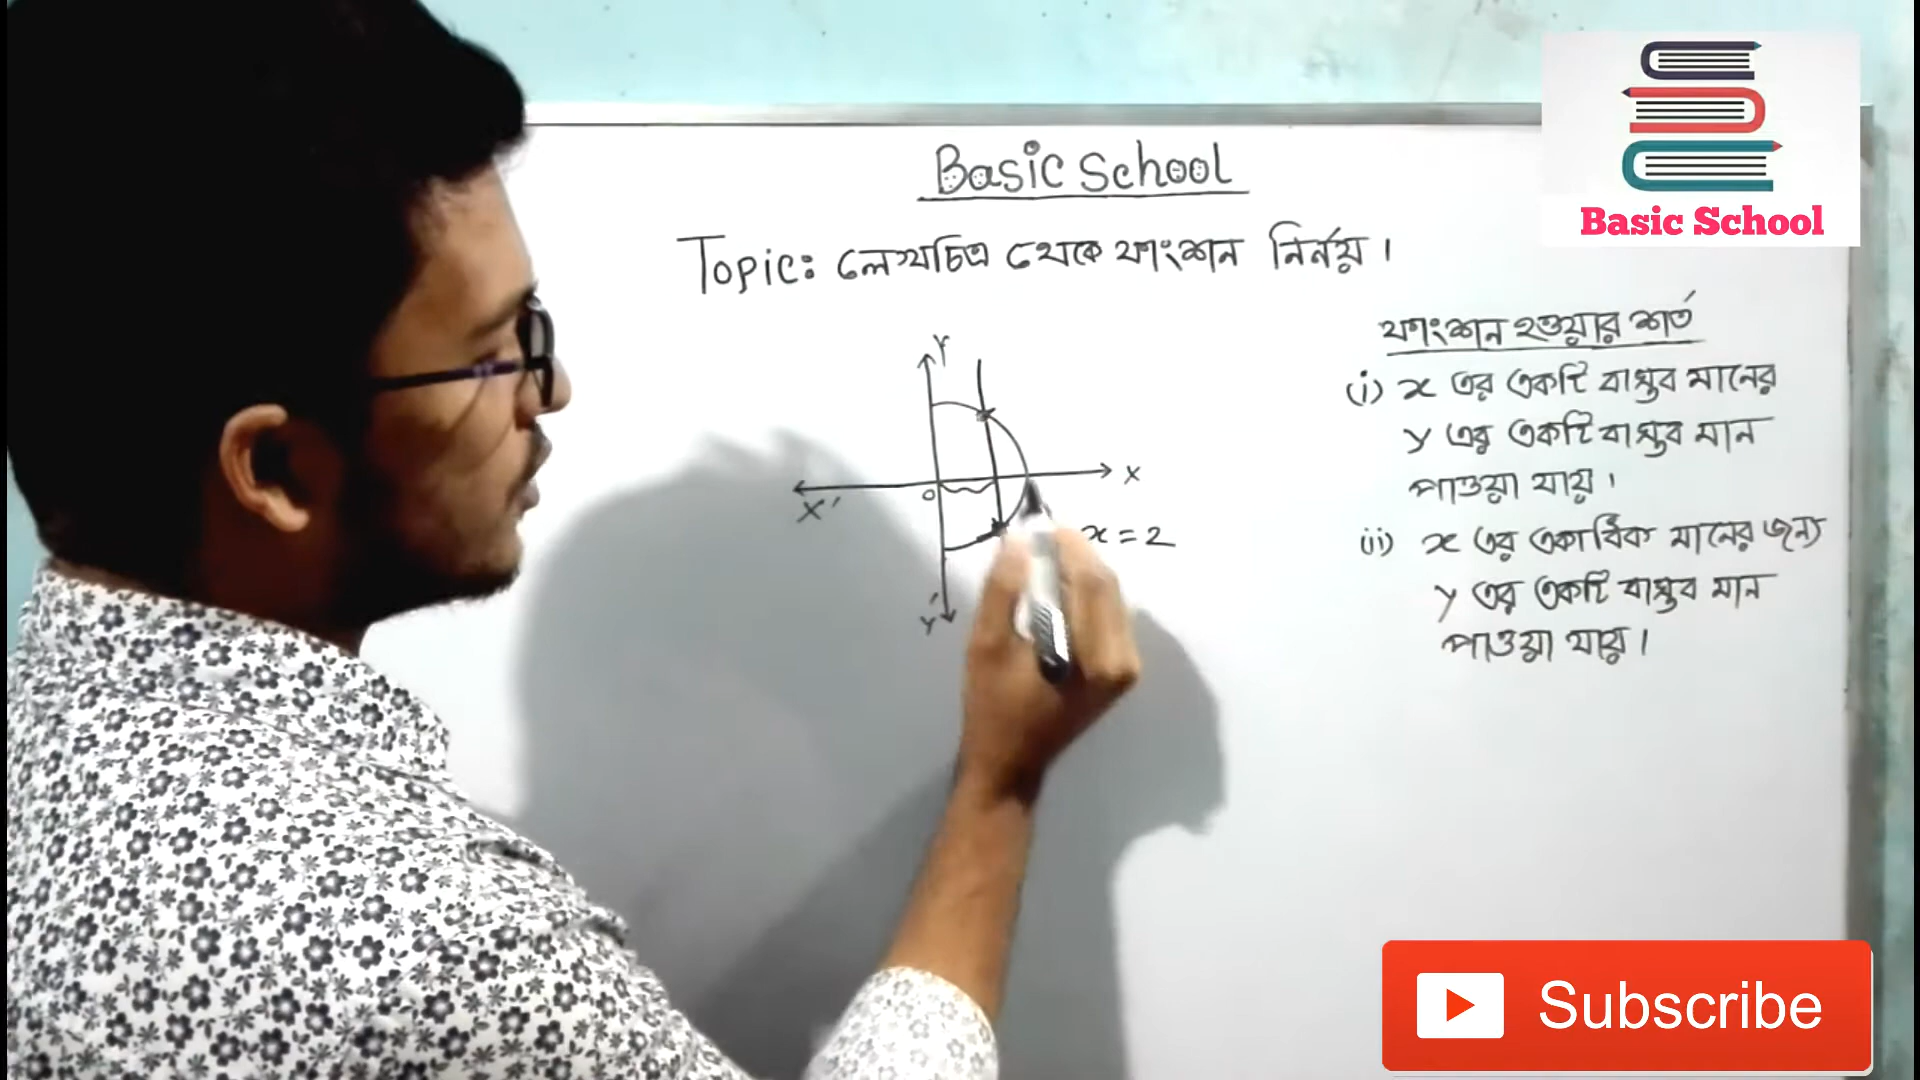 Basic School
Basic School
Topic: লেখচিত্র থেকে ফাংশন নির্নয়।
ফাংশন হওয়ার শর্ত
(i) x এর একটি বাস্তব মানের
y এর একটি বাস্তব মান
পাওয়া যায়।
(ii) x এর একাধিক মানের জন্য
y এর একটি বাস্তব মান
পাওয়া যায়।
Y
X
O
X'
x = 2
Y'
Subscribe